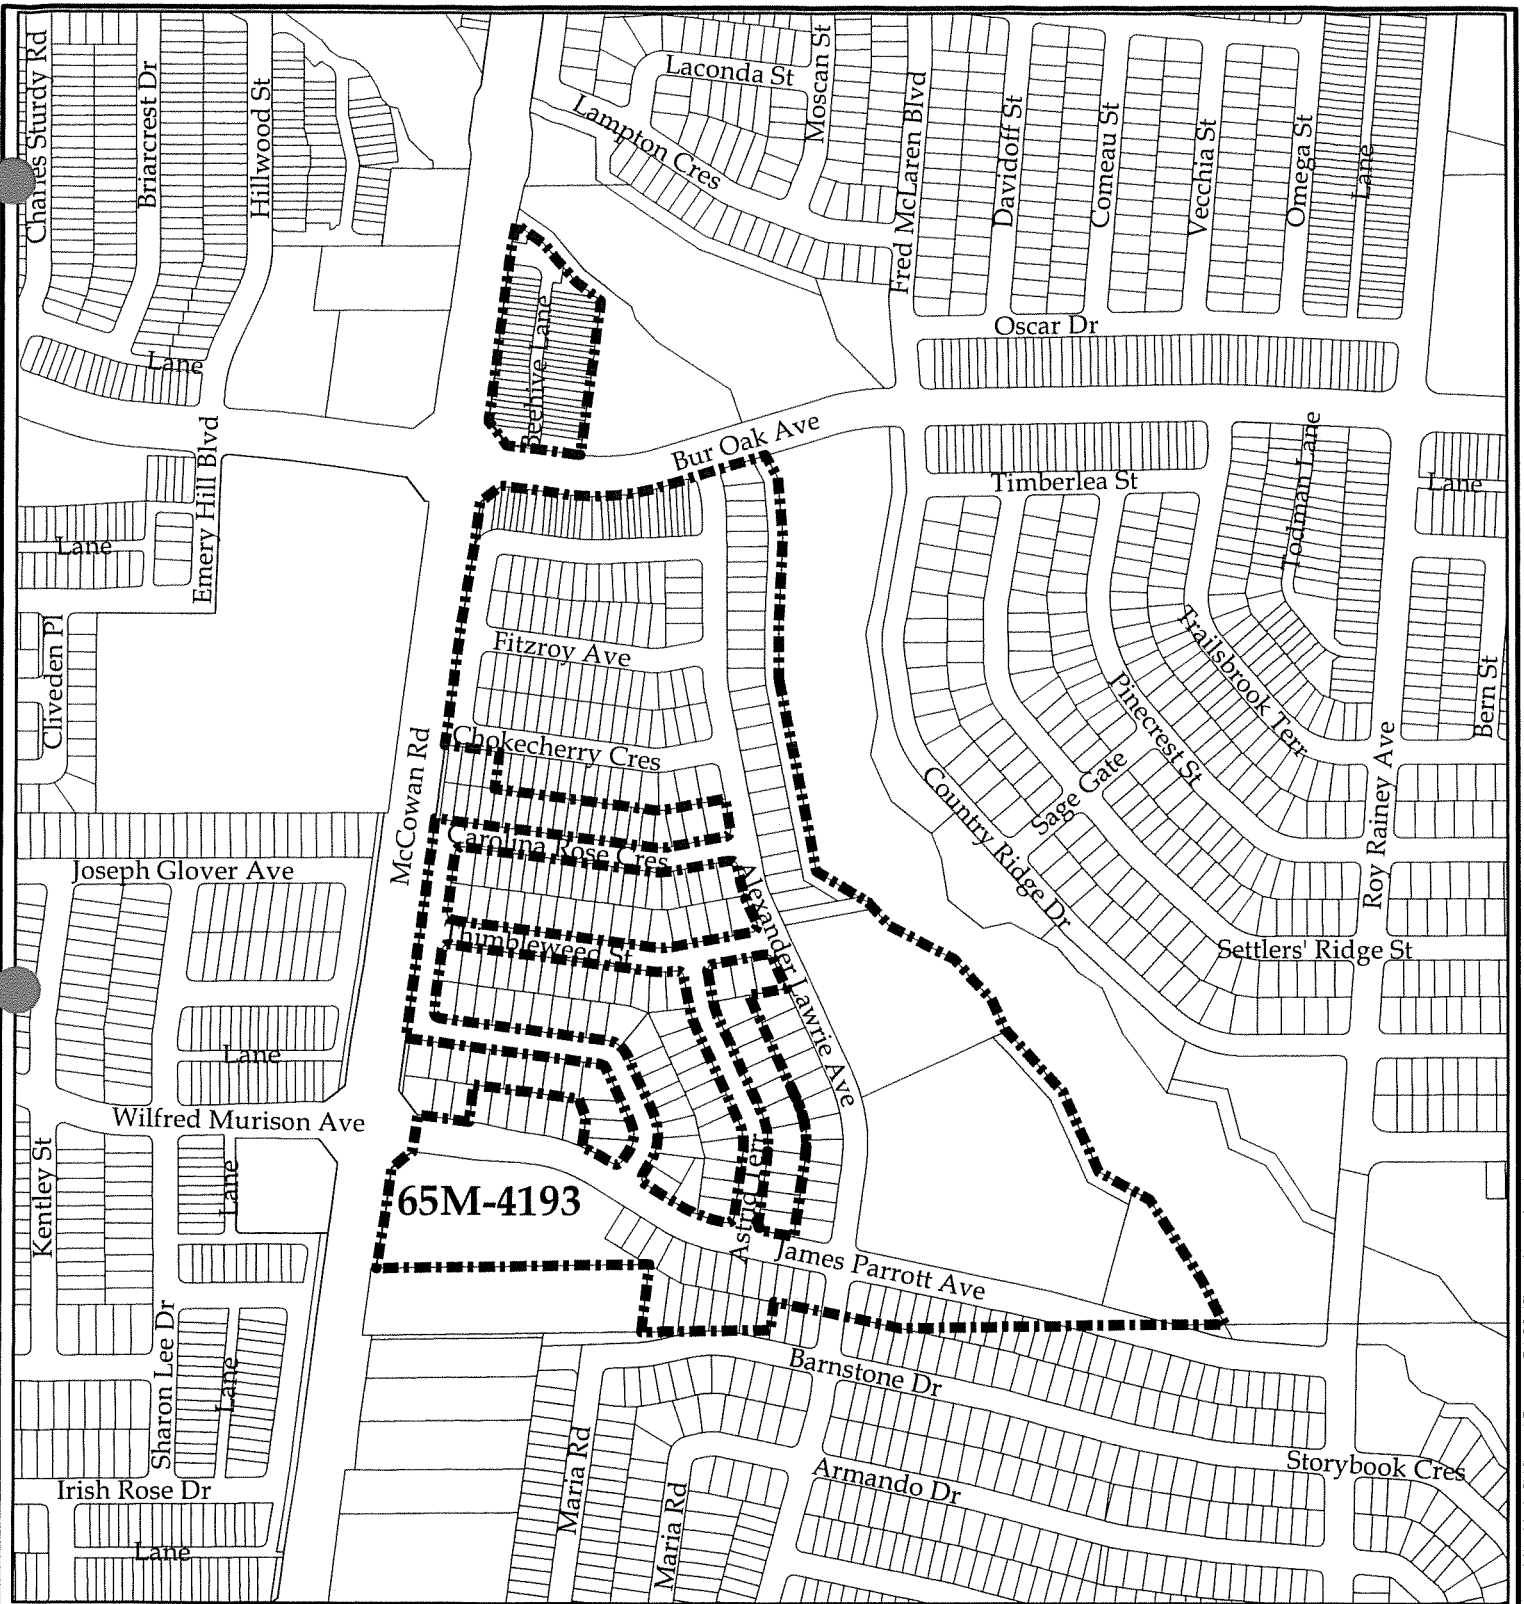 Charles Sturdy Rd
Briarcrest Dr
Hillwood St
Laconda St
Moscan St
Lampton Cres
Fred McLaren Blvd
Davidoff St
Comeau St
Vecchia St
Omega St
Lane
Oscar Dr
Lane
Beehive Lane
Bur Oak Ave
Emery Hill Blvd
Timberlea St
Todman Lane
Lane
Lane
Fitzroy Ave
Cliveden Pl
Trailsbrook Terr
Pinecrest St
Bern St
Chokecherry Cres
McCowan Rd
Sage Gate
Country Ridge Dr
Roy Rainey Ave
Carolina Rose Cres
Joseph Glover Ave
Alexander Lawrie Ave
Thimbleweed St
Settlers' Ridge St
Lane
Wilfred Murison Ave
Kentley St
Lane
65M-4193
Astrid Terr
James Parrott Ave
Sharon Lee Dr
Lane
Barnstone Dr
Maria Rd
Maria Rd
Armando Dr
Storybook Cres
Irish Rose Dr
Lane